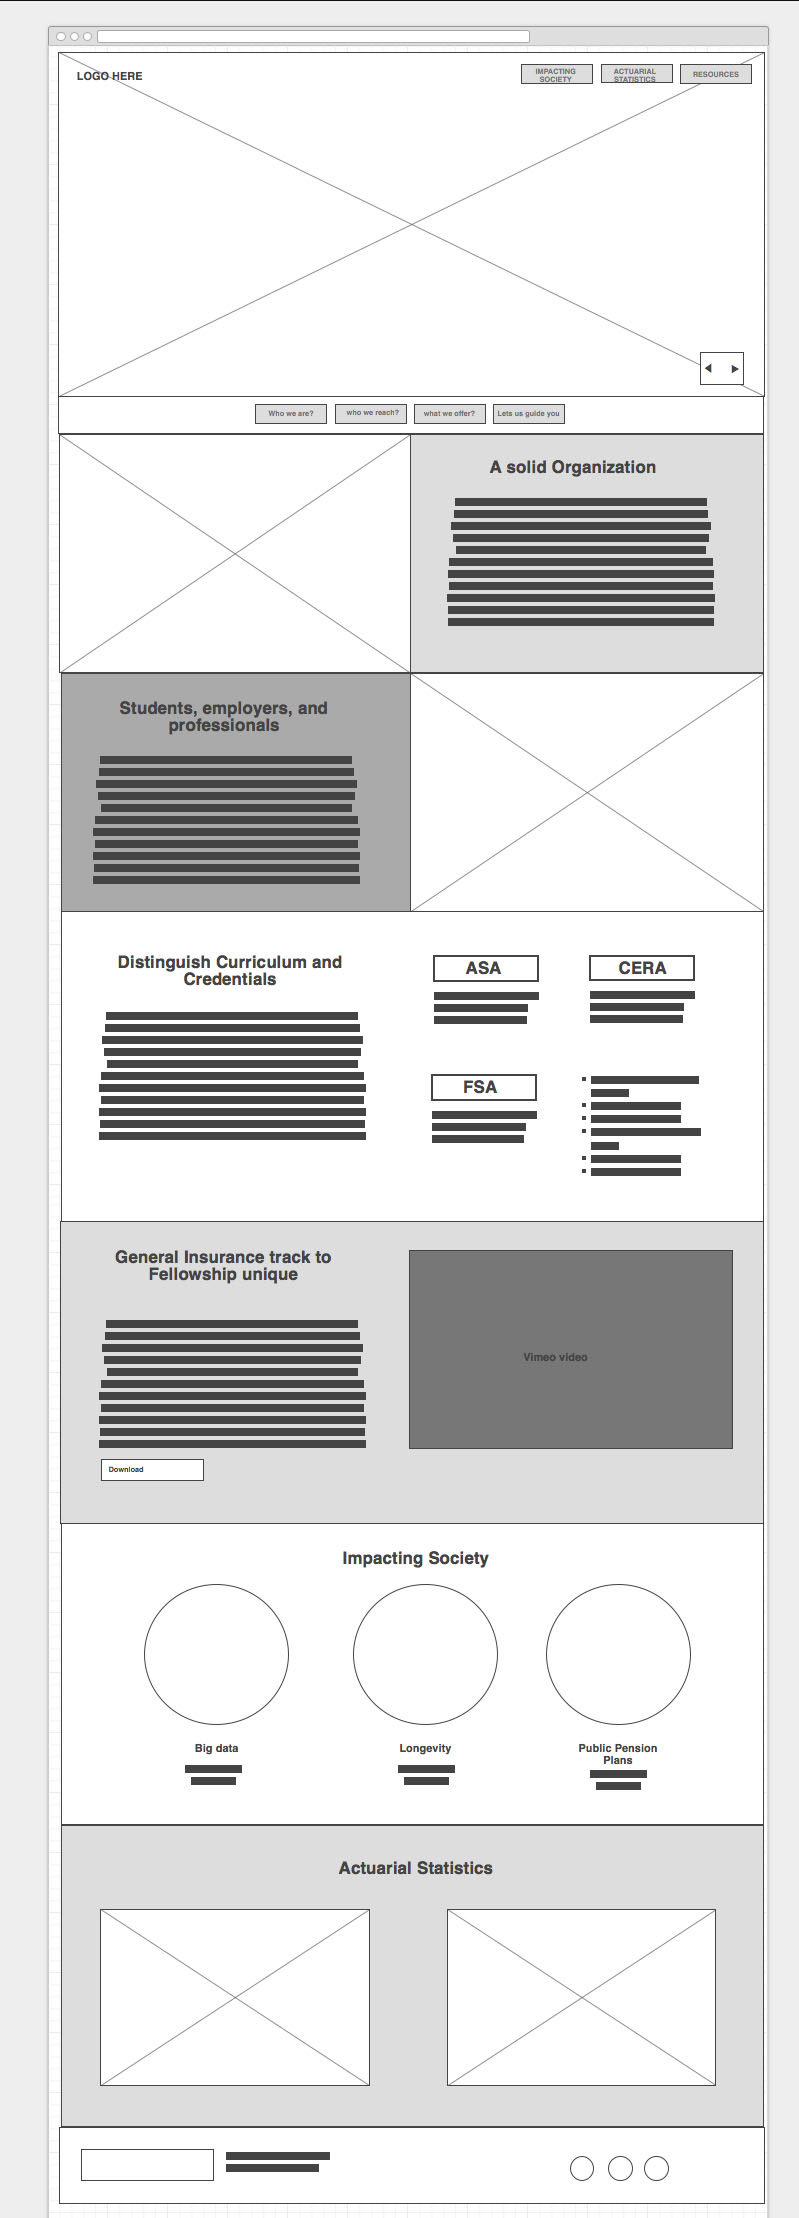 LOGO HERE
IMPACTING
SOCIETY
ACTUARIAL
STATISTICS
RESOURCES
Who we are?
who we reach?
what we offer?
Lets us guide you
A solid Organization
Students, employers, and
professionals
Distinguish Curriculum and
Credentials
ASA
CERA
FSA
General Insurance track to
Fellowship unique
Vimeo video
Download
Impacting Society
Big data
Longevity
Public Pension
Plans
Actuarial Statistics